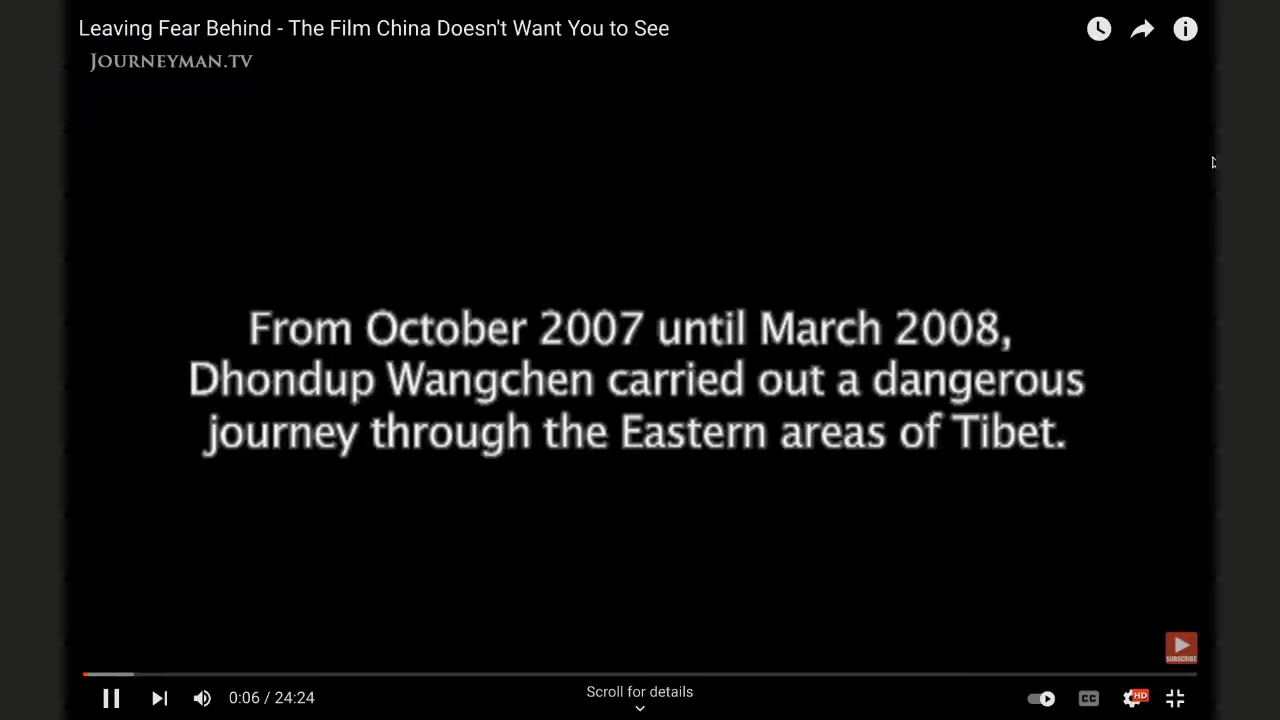 Leaving Fear Behind - The Film China Doesn't Want You to See
JOURNEYMAN.TV
From October 2007 until March 2008,
Dhondup Wangchen carried out a dangerous
journey through the Eastern areas of Tibet.
SUBSCRIBE
0:06 / 24:24
Scroll for details
CC
HD